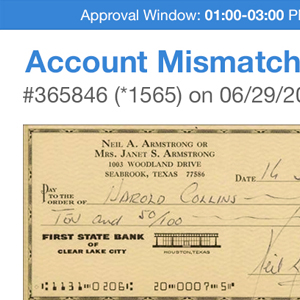 Approval Window: 01:00-03:00 P
Account Mismatch
#365846 (*1565) on 06/29/20
NEIL A. ARMSTRONG OR
MRS. JANET S. ARMSTRONG
1003 WOODLAND DRIVE
SEABROOK, TEXAS 77586
DATE 14 J
PAY TO THE ORDER OF Harold Collins
Ten and 50/100
FIRST STATE BANK
OF
CLEAR LAKE CITY
HOUSTON, TEXAS
Neil
⑆1131⑉0206⑆ 20⑉0007⑉5⑈